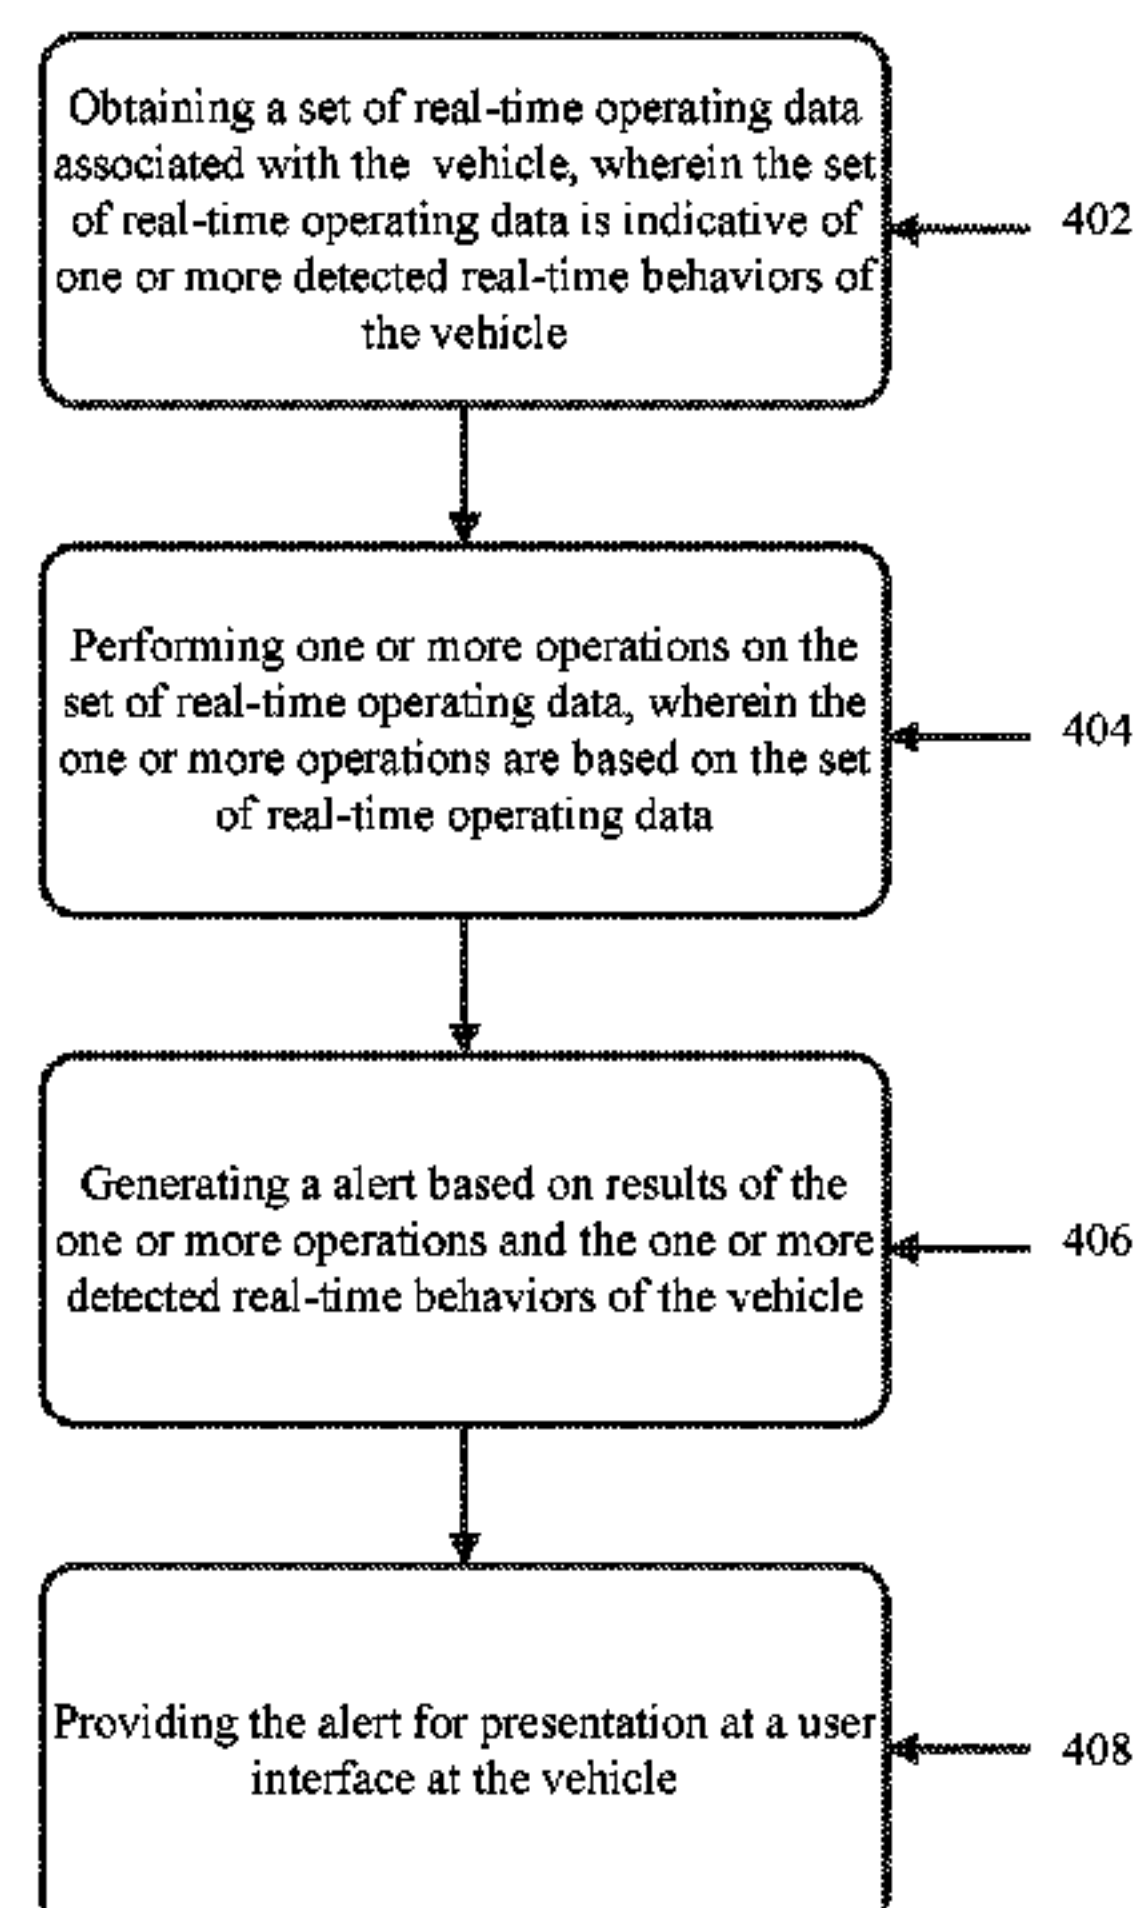 Obtaining a set of real-time operating data
associated with the vehicle, wherein the set
of real-time operating data is indicative of
one or more detected real-time behaviors of
the vehicle
402
Performing one or more operations on the
set of real-time operating data, wherein the
one or more operations are based on the set
of real-time operating data
404
Generating a alert based on results of the
one or more operations and the one or more
detected real-time behaviors of the vehicle
406
Providing the alert for presentation at a user
interface at the vehicle
408